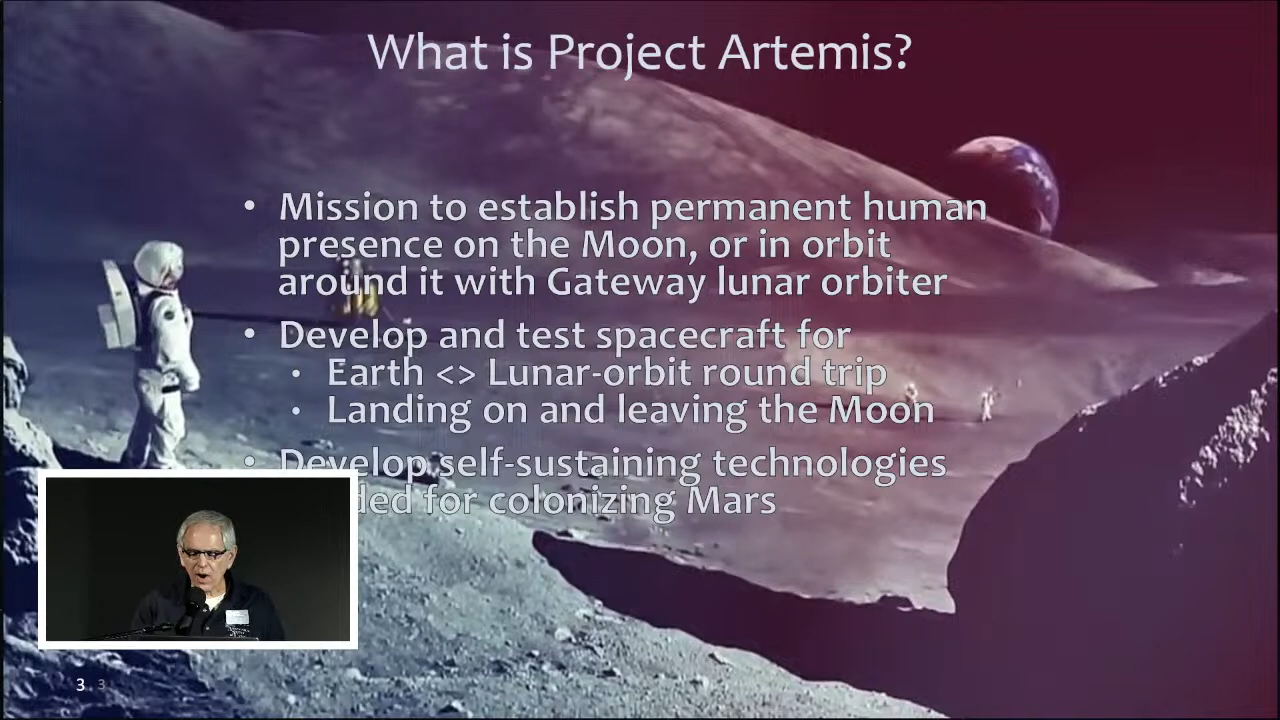 What is Project Artemis?
• Mission to establish permanent human
presence on the Moon, or in orbit
around it with Gateway lunar orbiter
• Develop and test spacecraft for
• Earth <> Lunar-orbit round trip
• Landing on and leaving the Moon
• Develop self-sustaining technologies
ded for colonizing Mars
3 3